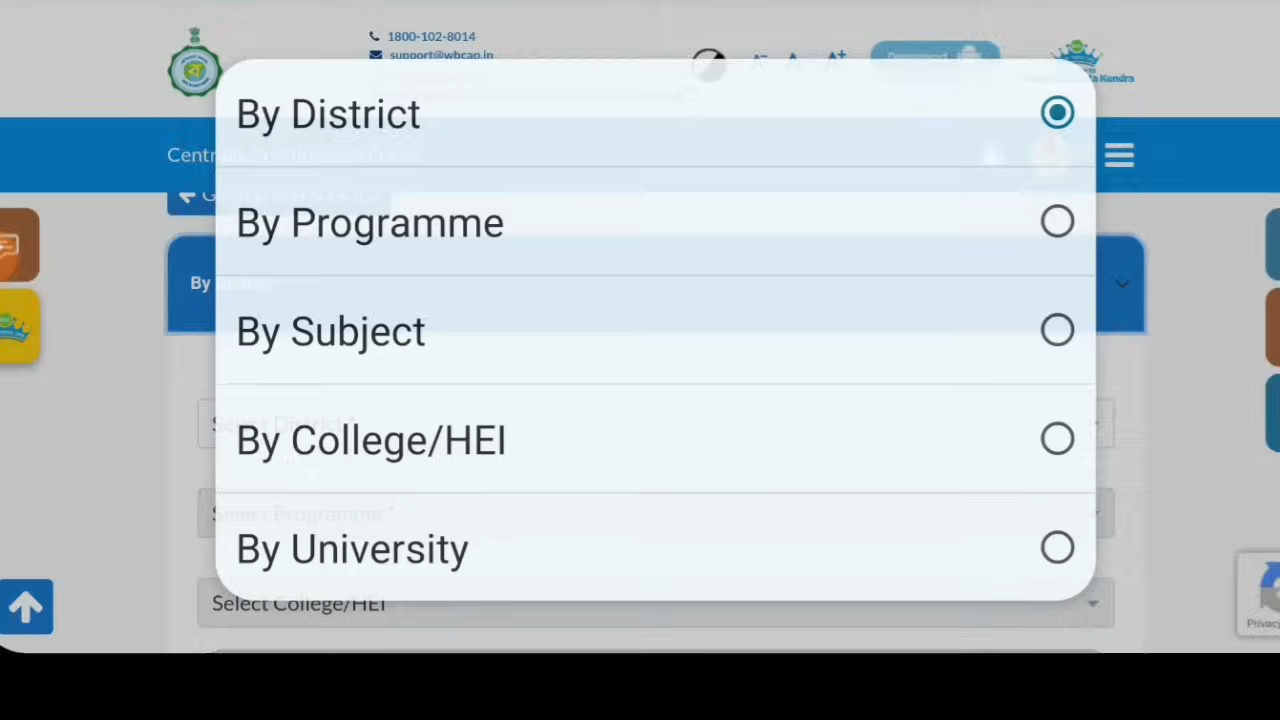 1800-102-8014
support@wbcap.in
By District
By Programme
By Subject
By College/HEI
By University
By
Select College/HEI